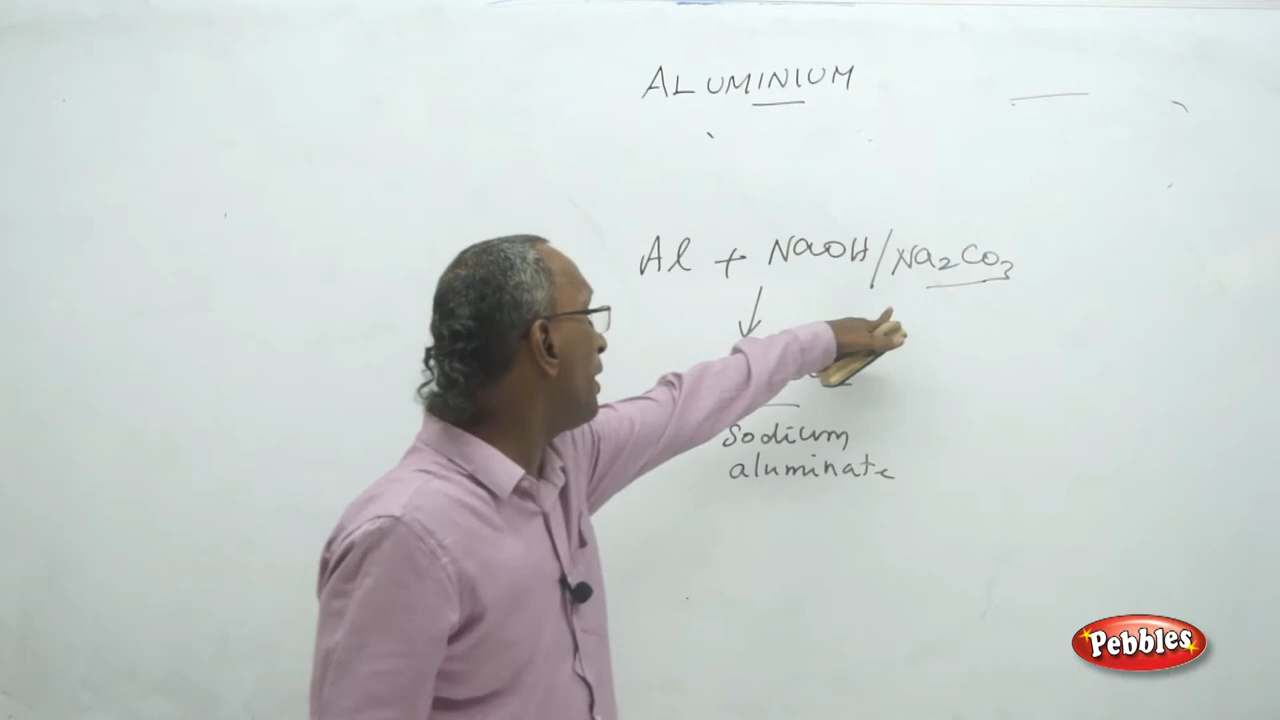 ALUMINIUM
Al + NaOH/Na2CO3
Sodium
aluminate
Pebbles